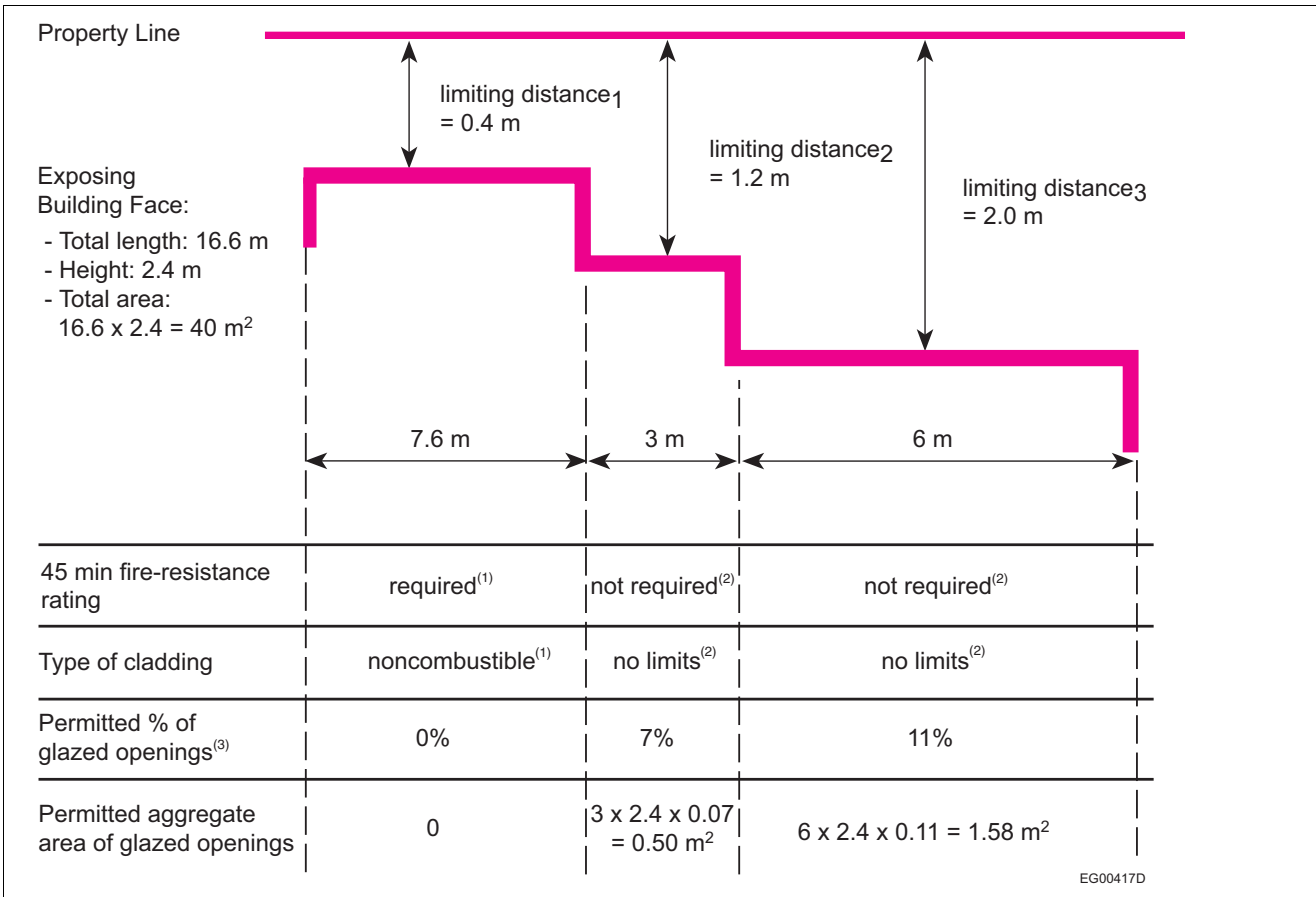 Property Line
limiting distance1
= 0.4 m
limiting distance2
= 1.2 m
limiting distance3
= 2.0 m
Exposing
Building Face:
- Total length: 16.6 m
- Height: 2.4 m
- Total area:
16.6 x 2.4 = 40 m²
7.6 m
3 m
6 m
45 min fire-resistance
rating
required(1)
not required(2)
not required(2)
Type of cladding
noncombustible(1)
no limits(2)
no limits(2)
Permitted % of
glazed openings(3)
0%
7%
11%
Permitted aggregate
area of glazed openings
0
3 x 2.4 x 0.07
= 0.50 m²
6 x 2.4 x 0.11 = 1.58 m²
EG00417D